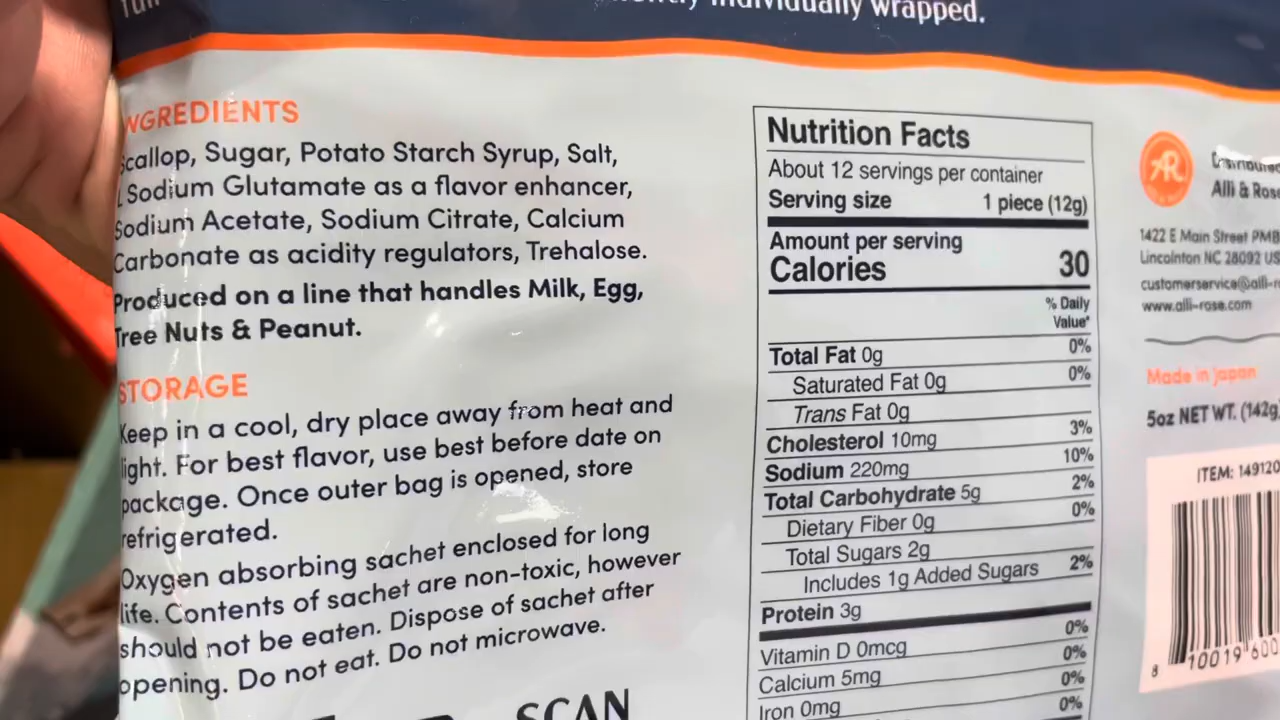 individually wrapped.
INGREDIENTS
Scallop, Sugar, Potato Starch Syrup, Salt,
L Sodium Glutamate as a flavor enhancer,
Sodium Acetate, Sodium Citrate, Calcium
Carbonate as acidity regulators, Trehalose.
Produced on a line that handles Milk, Egg,
Tree Nuts & Peanut.
STORAGE
Keep in a cool, dry place away from heat and
light. For best flavor, use best before date on
package. Once outer bag is opened, store
refrigerated.
Oxygen absorbing sachet enclosed for long
life. Contents of sachet are non-toxic, however
should not be eaten. Dispose of sachet after
opening. Do not eat. Do not microwave.
SCAN
Nutrition Facts
About 12 servings per container
Serving size 1 piece (12g)
Amount per serving
Calories 30
% Daily
Value*
Total Fat 0g 0%
Saturated Fat 0g 0%
Trans Fat 0g
Cholesterol 10mg 3%
Sodium 220mg 10%
Total Carbohydrate 5g 2%
Dietary Fiber 0g 0%
Total Sugars 2g
Includes 1g Added Sugars 2%
Protein 3g
Vitamin D 0mcg 0%
Calcium 5mg 0%
Iron 0mg 0%
0%
AR
Alli & Rose
1422 E Main Street PMB
Lincolnton NC 28092 US
customerservice@alli-r
www.alli-rose.com
Made in Japan
5oz NET WT. (142g)
ITEM: 149120
8 10019 600